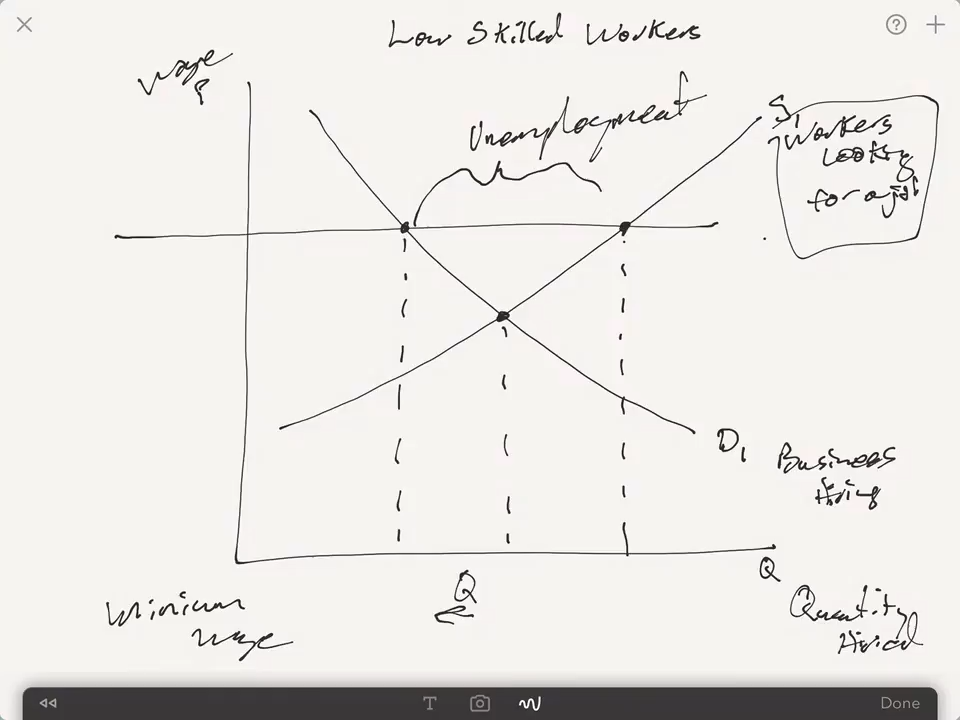 Low Skilled Workers
Wage
P
Unemployment
S1
Workers
Looking
for a job
D1
Business
Hiring
Q
Q
Minimum
Wage
Quantity
Hired
T
Done